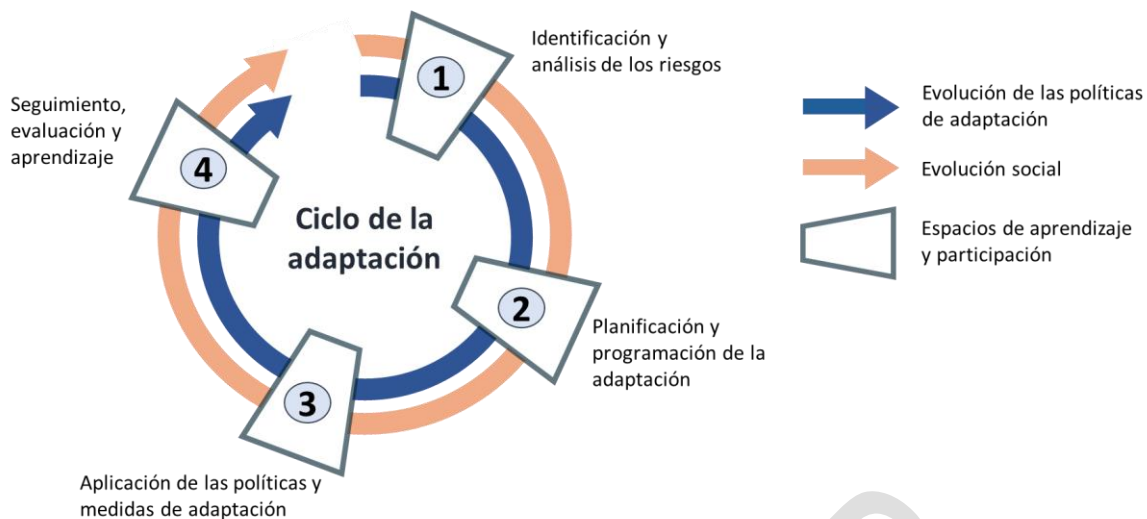 1
Identificación y
análisis de los riesgos
Seguimiento,
evaluación y
aprendizaje
4
Ciclo de la
adaptación
2
Planificación y
programación de la
adaptación
3
Aplicación de las políticas y
medidas de adaptación
Evolución de las políticas
de adaptación
Evolución social
Espacios de aprendizaje
y participación